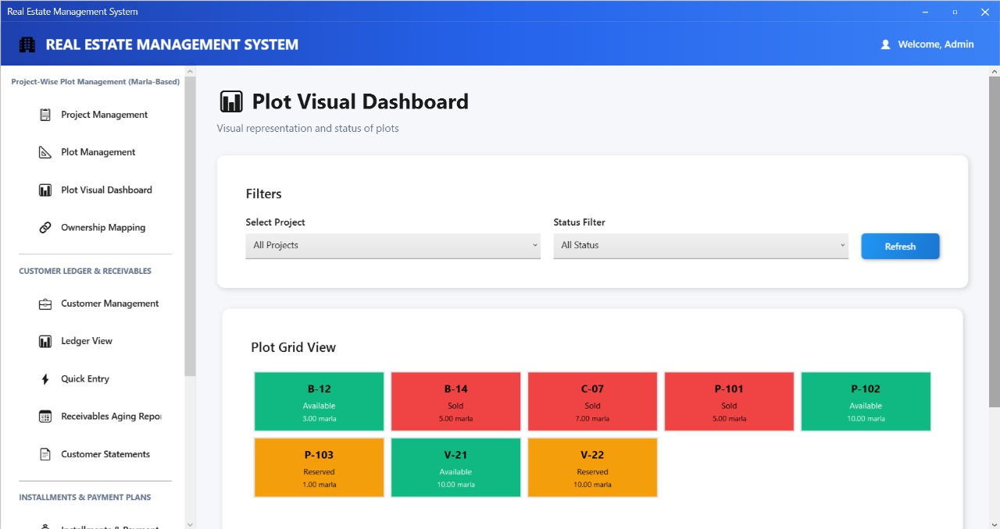 Real Estate Management System
REAL ESTATE MANAGEMENT SYSTEM
Welcome, Admin
Project-Wise Plot Management (Marla-Based)
Project Management
Plot Management
Plot Visual Dashboard
Ownership Mapping
CUSTOMER LEDGER & RECEIVABLES
Customer Management
Ledger View
Quick Entry
Receivables Aging Repo
Customer Statements
INSTALLMENTS & PAYMENT PLANS
Installments & Payment
Plot Visual Dashboard
Visual representation and status of plots
Filters
Select Project
All Projects
Status Filter
All Status
Refresh
Plot Grid View
B-12
Available
3.00 marla
B-14
Sold
5.00 marla
C-07
Sold
7.00 marla
P-101
Sold
5.00 marla
P-102
Available
10.00 marla
P-103
Reserved
1.00 marla
V-21
Available
10.00 marla
V-22
Reserved
10.00 marla